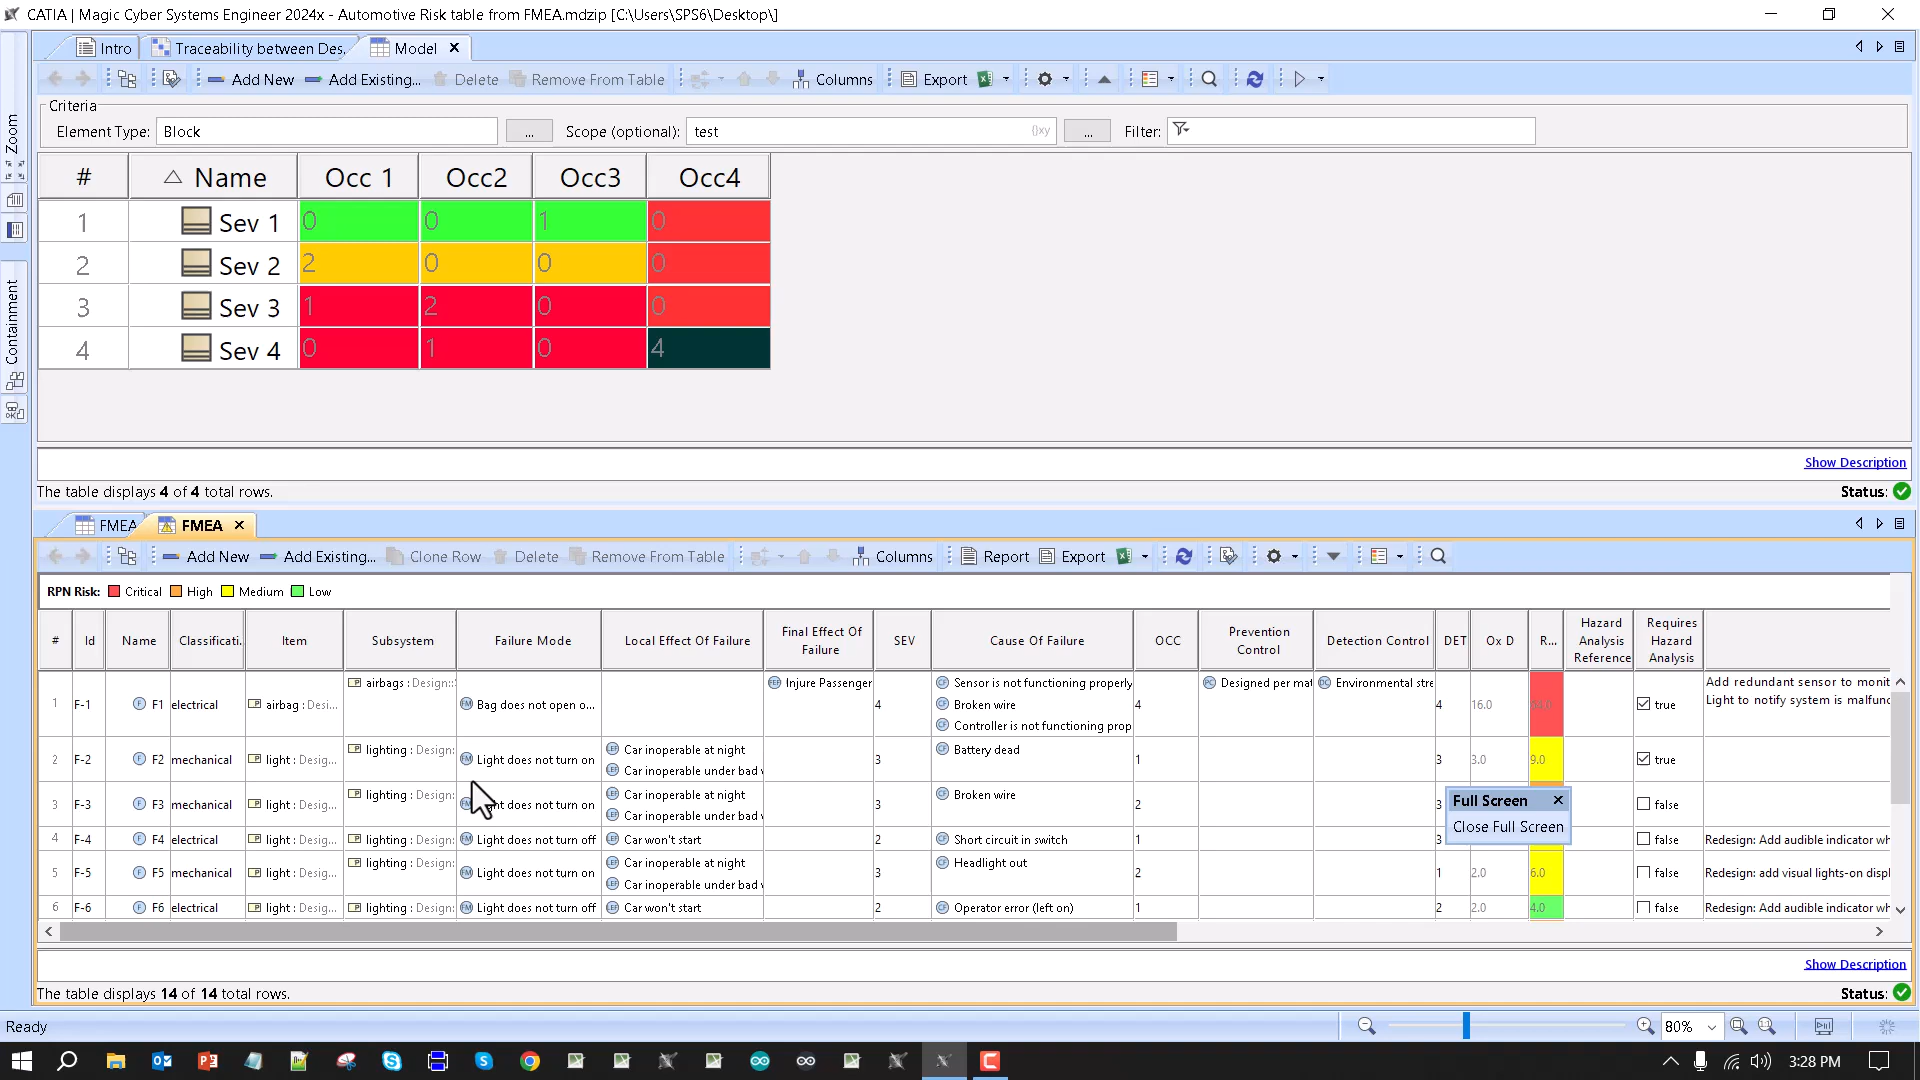 CATIA | Magic Cyber Systems Engineer 2024x - Automotive Risk table from FMEA.mdzip [C:\Users\SPS6\Desktop\]
Intro
Traceability between Des.
Model
Add New
Add Existing...
Delete
Remove From Table
Columns
Export
Zoom
Containment
Criteria
Element Type:
Block
...
Scope (optional):
test
{}xy
...
Filter:
# Name Occ 1 Occ2 Occ3 Occ4
1 Sev 1 0 0 1 0
2 Sev 2 2 0 0 0
3 Sev 3 1 2 0 0
4 Sev 4 0 1 0 4
Show Description
The table displays 4 of 4 total rows.
Status:
FMEA
FMEA
Add New
Add Existing...
Clone Row
Delete
Remove From Table
Columns
Report
Export
RPN Risk: Critical High Medium Low
# Id Name Classificati. Item Subsystem Failure Mode Local Effect Of Failure
Final Effect Of
Failure
SEV Cause Of Failure OCC
Prevention
Control
Detection Control DET Ox D R...
Hazard
Analysis
Reference
Requires
Hazard
Analysis
1 F-1 F1 electrical airbag : Desi... airbags : Design:: Bag does not open o... Injure Passenger 4
Sensor is not functioning properly
Broken wire
Controller is not functioning prop
4 Designed per mat Environmental stre 4 16.0 true
Add redundant sensor to monit
Light to notify system is malfunc
2 F-2 F2 mechanical light : Desig... lighting : Design: Light does not turn on
Car inoperable at night
Car inoperable under bad
3 Battery dead 1 3 3.0 9.0 true
3 F-3 F3 mechanical light : Desig... lighting : Design: does not turn on
Car inoperable at night
Car inoperable under bad
3 Broken wire 2 3 false
4 F-4 F4 electrical light : Desig... lighting : Design: Light does not turn off Car won't start 2 Short circuit in switch 1 3 false Redesign: Add audible indicator wh
5 F-5 F5 mechanical light : Desig... lighting : Design: Light does not turn on
Car inoperable at night
Car inoperable under bad
3 Headlight out 2 1 2.0 6.0 false Redesign: add visual lights-on displ
6 F-6 F6 electrical light : Desig... lighting : Design: Light does not turn off Car won't start 2 Operator error (left on) 1 2 2.0 4.0 false Redesign: Add audible indicator wh
Full Screen
Close Full Screen
Show Description
The table displays 14 of 14 total rows.
Status:
Ready
80%
3:28 PM